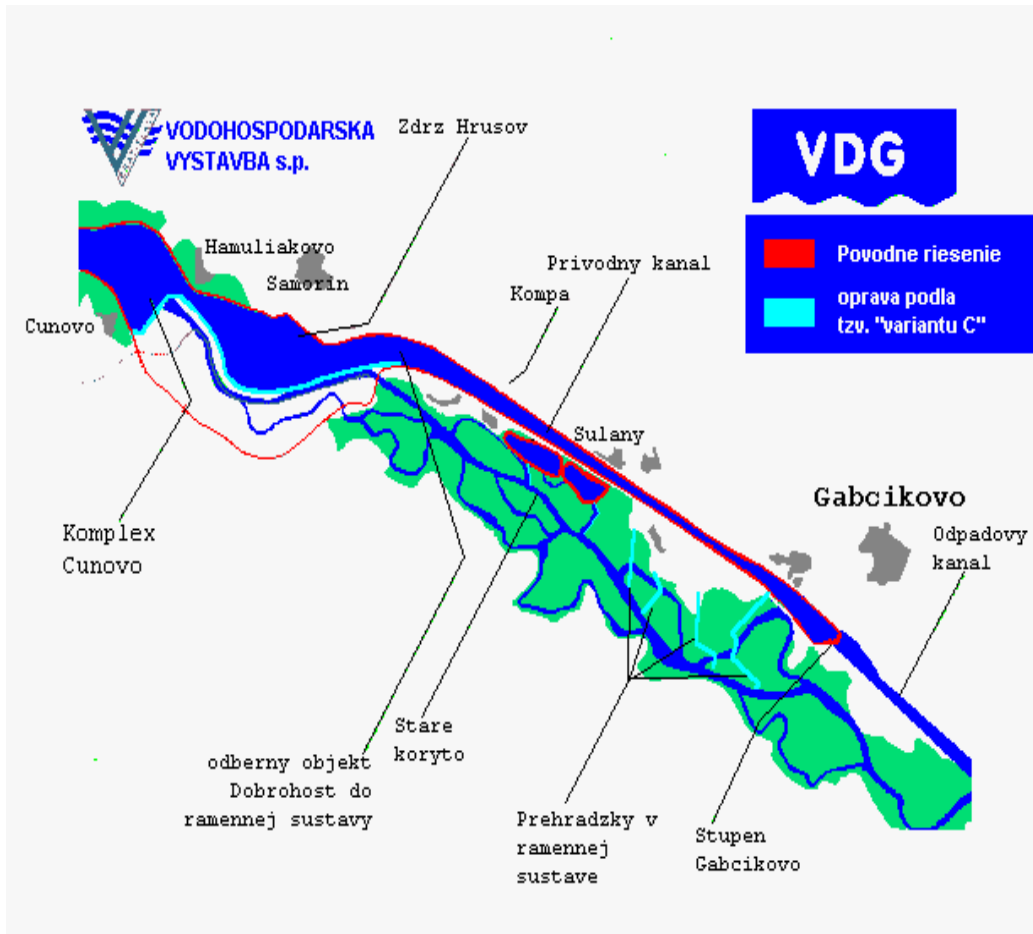 VODOHOSPODARSKA
VYSTAVBA s.p.
Zdrz Hrusov
VDG
Povodne riesenie
oprava podla
tzv. "variantu C"
Hamuliakovo
Samorin
Privodny kanal
Kompa
Cunovo
Sulany
Gabcikovo
Odpadovy
kanal
Komplex
Cunovo
Stare
koryto
odberny objekt
Dobrohost do
ramennej sustavy
Prehradzky v
ramennej
sustave
Stupen
Gabcikovo